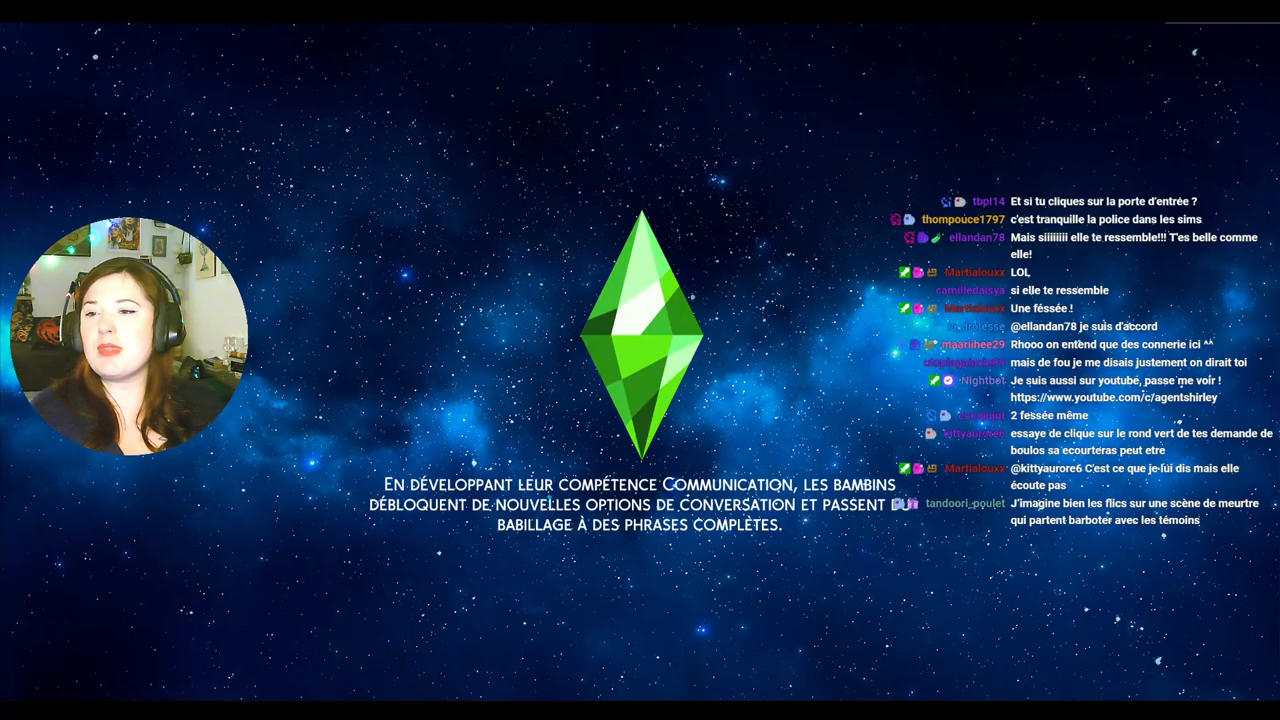 tbpl14 Et si tu cliques sur la porte d'entrée ?
thompouce1797 c'est tranquille la police dans les sims
ellandan78 Mais siiiiiiii elle te ressemble!!! T'es belle comme
elle!
Martialouxx LOL
camilledaisya si elle te ressemble
Martialouxx Une féssée !
@ellandan78 je suis d'accord
maariihee29 Rhooo on entend que des connerie ici ^^
mais de fou je me disais justement on dirait toi
Nightbot Je suis aussi sur youtube, passe me voir !
https://www.youtube.com/c/agentshirley
2 fessée même
kittyaurore6 essaye de clique sur le rond vert de tes demande de
boulos sa ecourteras peut etre
Martialouxx @kittyaurore6 C'est ce que je lui dis mais elle
écoute pas
tandoori_poulet J'imagine bien les flics sur une scène de meurtre
qui partent barboter avec les témoins
En développant leur compétence Communication, les bambins
débloquent de nouvelles options de conversation et passent du
babillage à des phrases complètes.